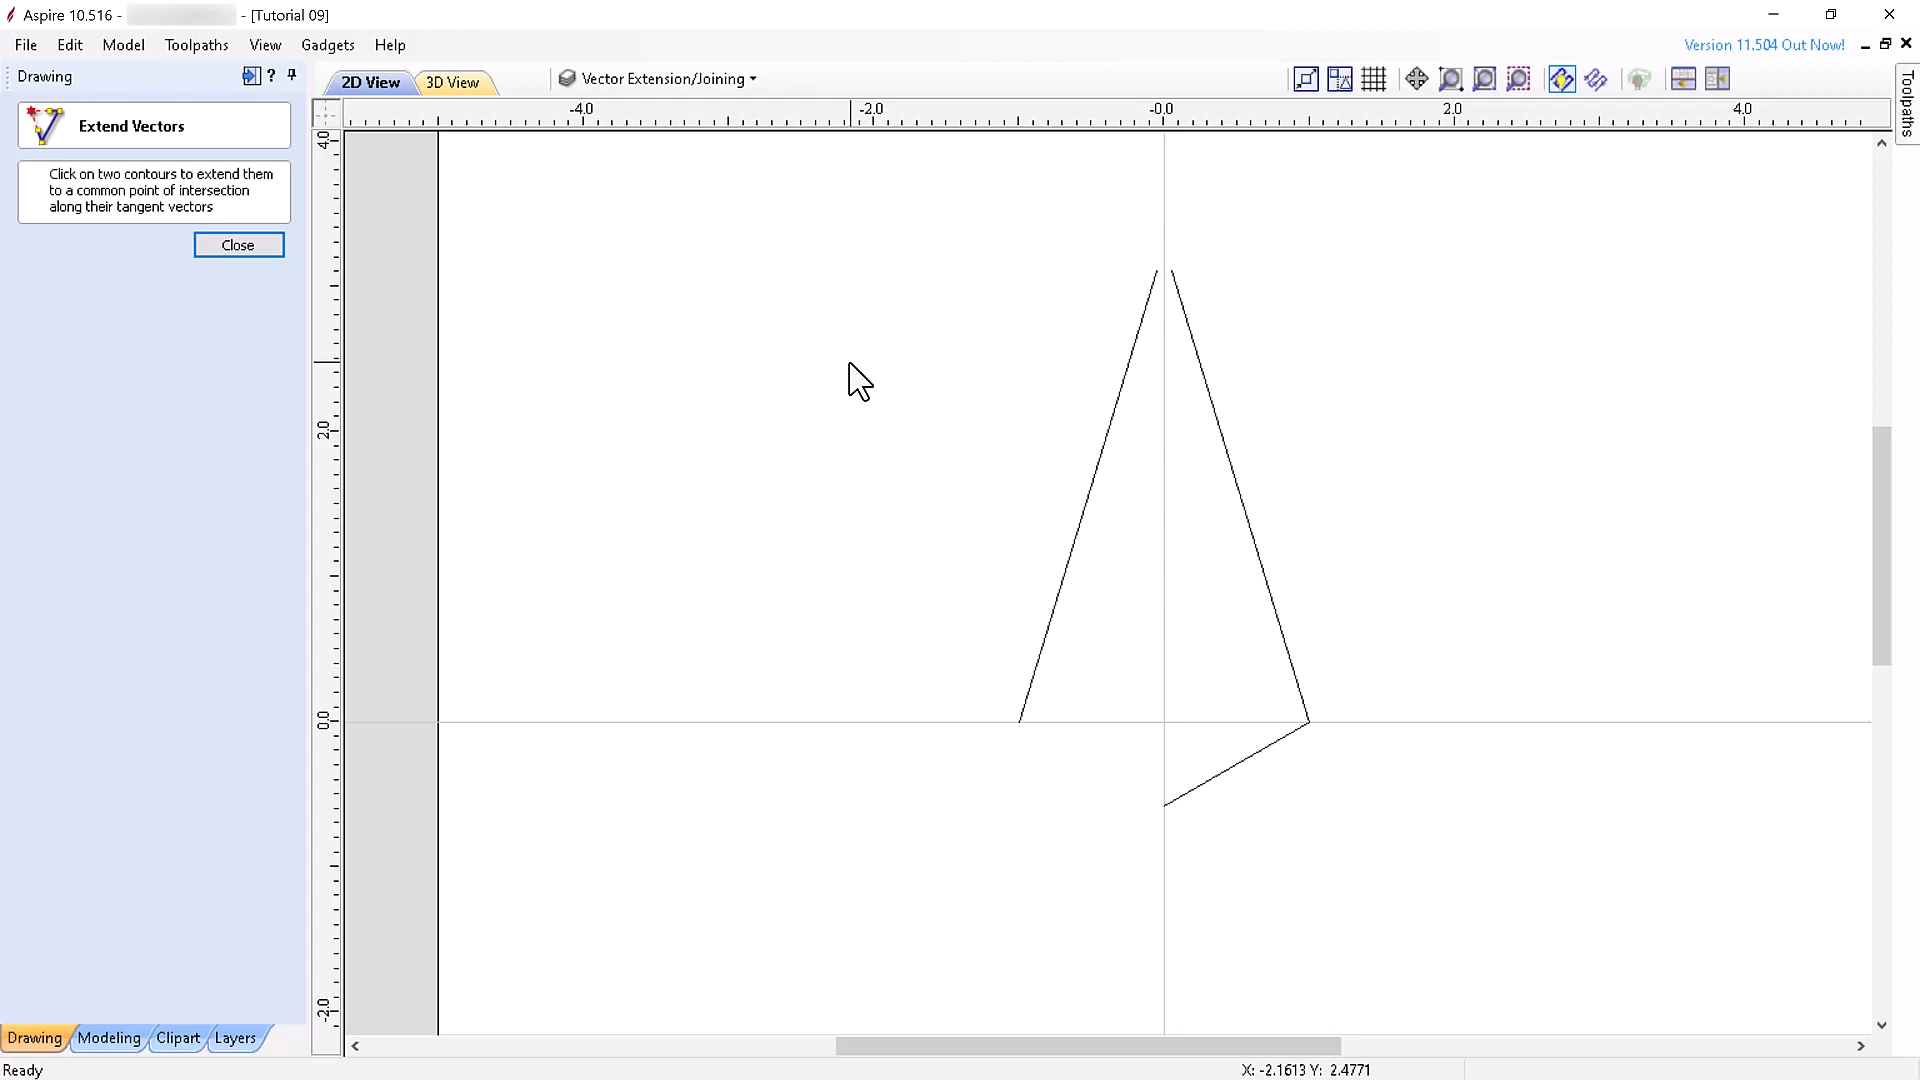 Aspire 10.516 - - [Tutorial 09]
File Edit Model Toolpaths View Gadgets Help
Version 11.504 Out Now!
Drawing
?
2D View 3D View
Vector Extension/Joining
Toolpaths
Extend Vectors
Click on two contours to extend them
to a common point of intersection
along their tangent vectors
Close
-4.0 -2.0 -0.0 2.0 4.0
4.0
2.0
0.0
-2.0
Drawing Modeling Clipart Layers
Ready
X: -2.1613 Y: 2.4771